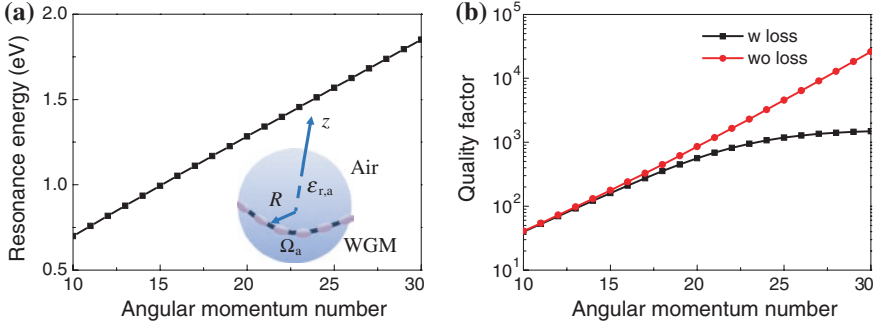 (a)
Resonance energy (eV)
2.0
1.5
1.0
0.5
10 15 20 25 30
Angular momentum number
z
Air
ε_{r,a}
R
Ω_a
WGM
(b)
Quality factor
10^5
10^4
10^3
10^2
10^1
10 15 20 25 30
Angular momentum number
w loss
wo loss